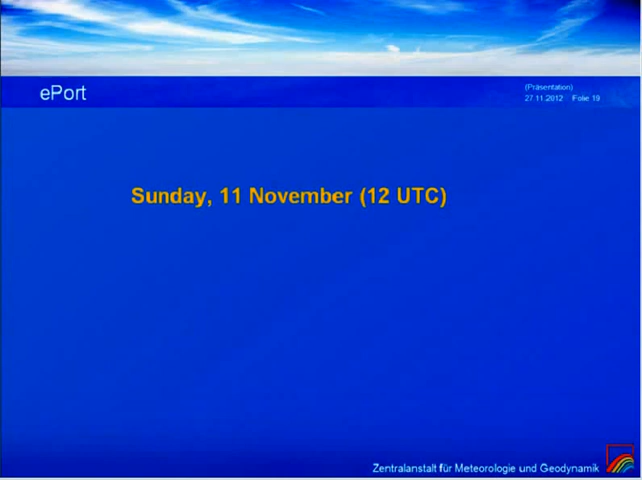 ePort
(Präsentation)
27.11.2012 Folie 19
Sunday, 11 November (12 UTC)
Zentralanstalt für Meteorologie und Geodynamik